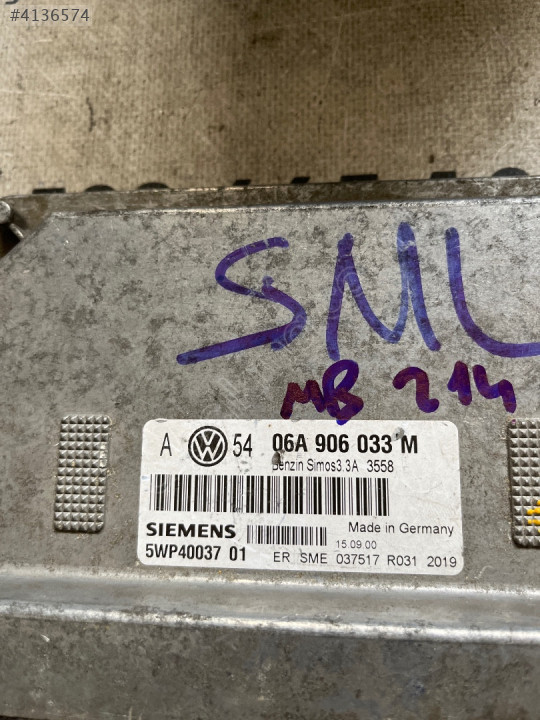 #4136574
SML
MB 214
A 54 06A 906 033 M
Benzin Simos3.3A 3558
SIEMENS Made in Germany
5WP40037 01 15.09.00
ER SME 037517 R031 2019